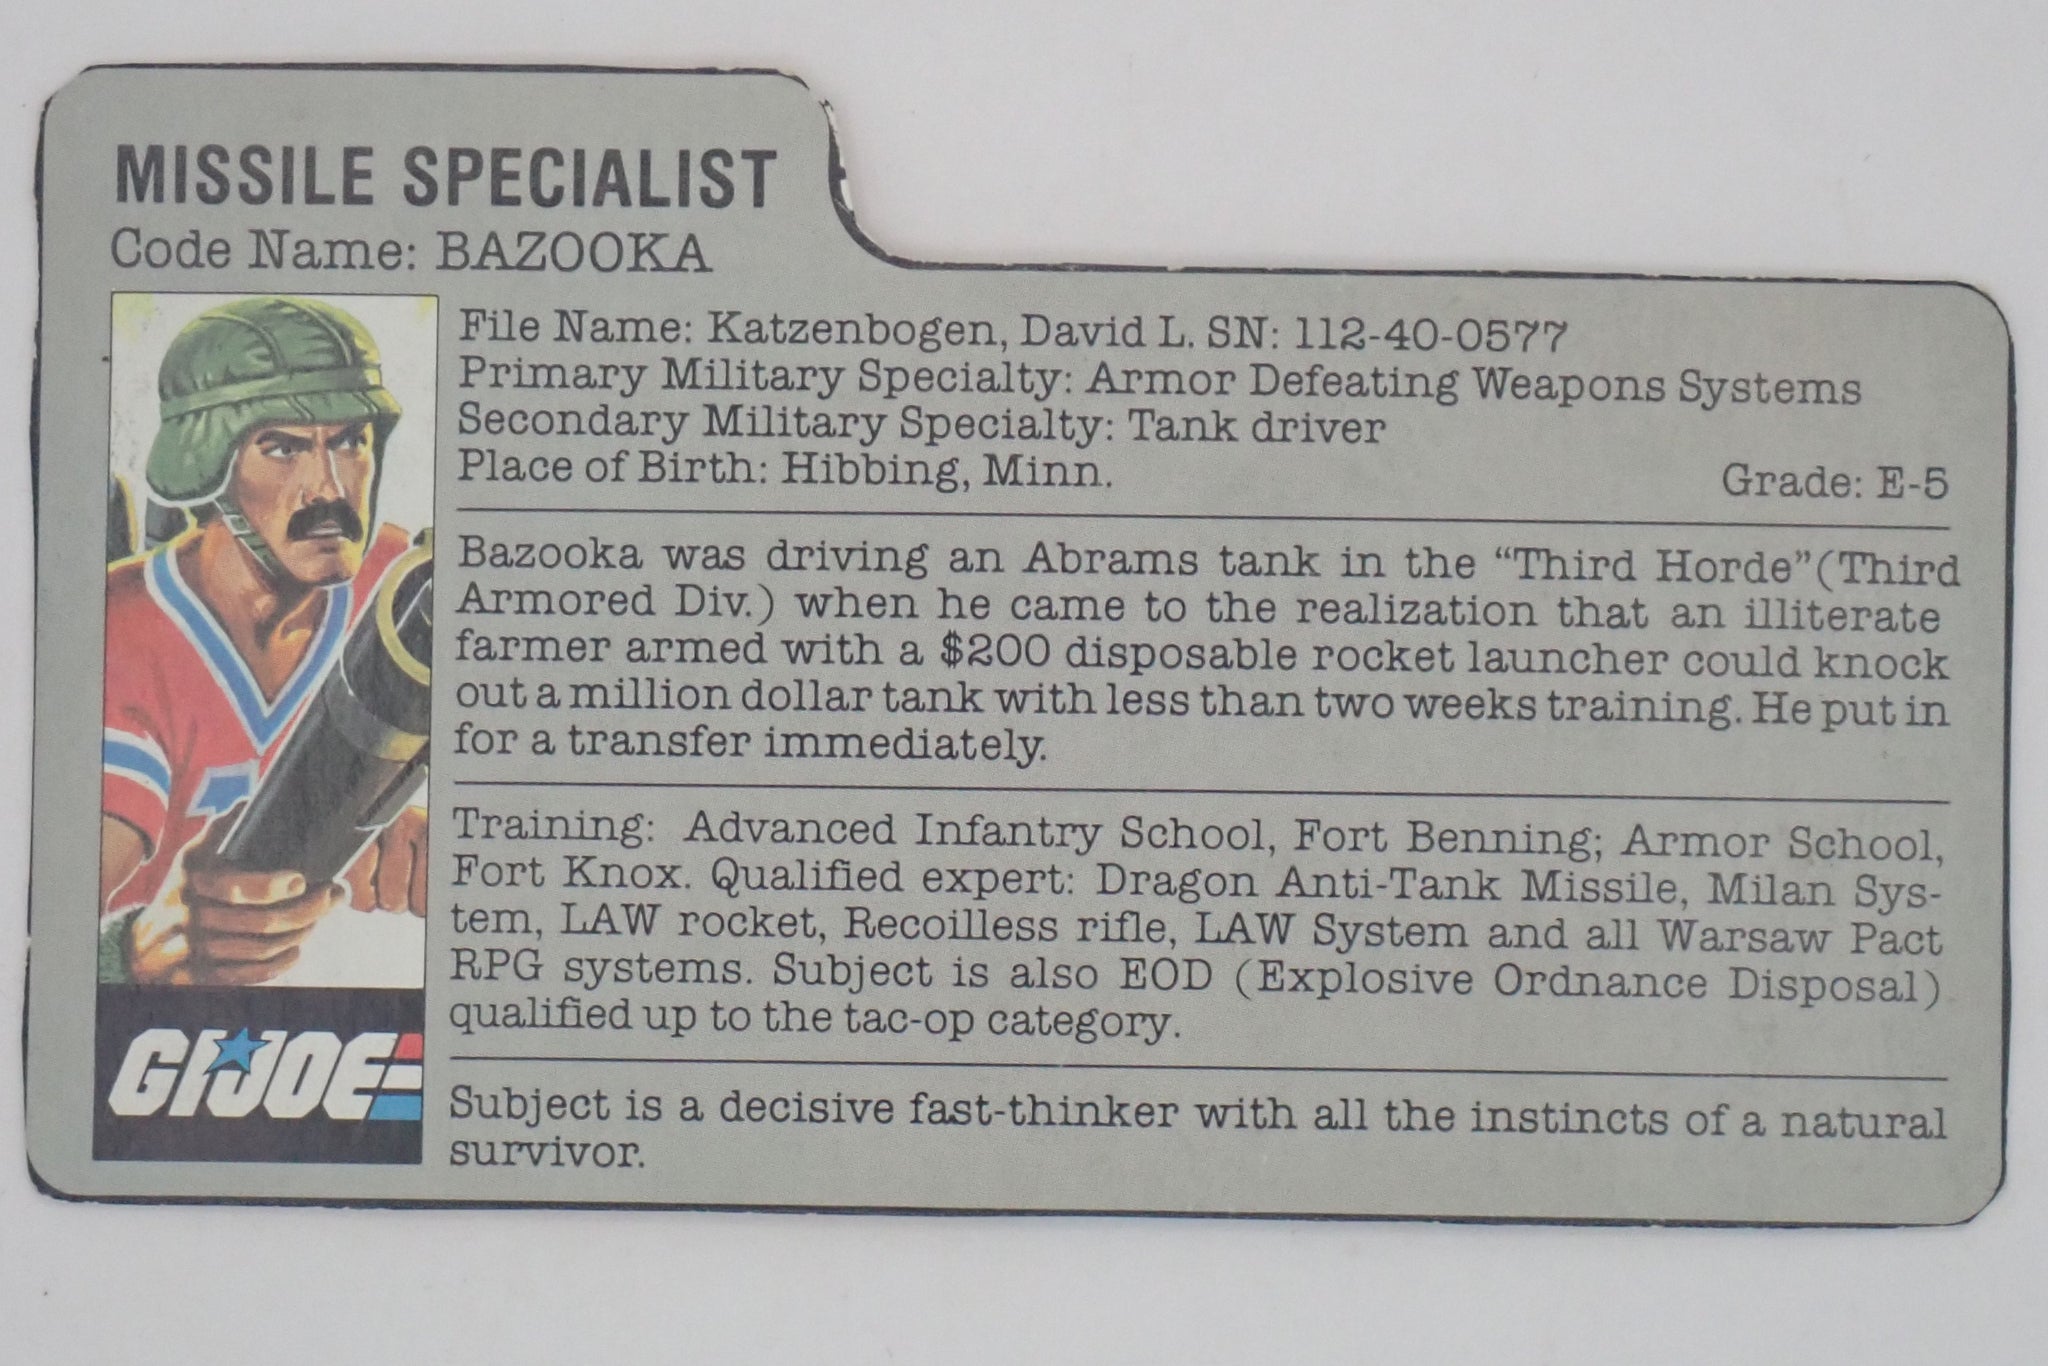 MISSILE SPECIALIST
Code Name: BAZOOKA
File Name: Katzenbogen, David L. SN: 112-40-0577
Primary Military Specialty: Armor Defeating Weapons Systems
Secondary Military Specialty: Tank driver
Place of Birth: Hibbing, Minn. Grade: E-5
Bazooka was driving an Abrams tank in the “Third Horde”(Third
Armored Div.) when he came to the realization that an illiterate
farmer armed with a $200 disposable rocket launcher could knock
out a million dollar tank with less than two weeks training. He put in
for a transfer immediately.
Training: Advanced Infantry School, Fort Benning; Armor School,
Fort Knox. Qualified expert: Dragon Anti-Tank Missile, Milan Sys-
tem, LAW rocket, Recoilless rifle, LAW System and all Warsaw Pact
RPG systems. Subject is also EOD (Explosive Ordnance Disposal)
qualified up to the tac-op category.
Subject is a decisive fast-thinker with all the instincts of a natural
survivor.
GI JOE